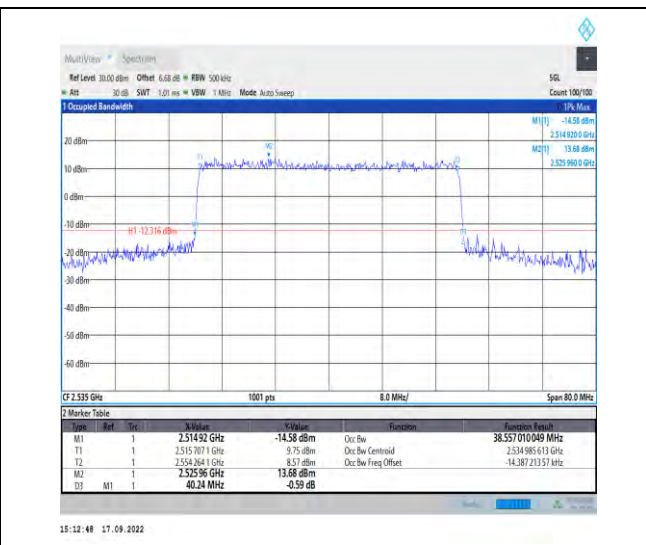 MultiView Spectrum
Ref Level 30.00 dBm Offset 6.68 dB RBW 500 kHz SGL
Att 30 dB SWT 1.01 ms VBW 1 MHz Mode Auto Sweep Count 100/100
1 Occupied Bandwidth 1Pk Max
M1[1] -14.58 dBm
2.514 920 0 GHz
M2[1] 13.68 dBm
2.525 960 0 GHz
20 dBm
M2
T1
10 dBm
0 dBm
-10 dBm
H1 -12.316 dBm
-20 dBm
-30 dBm
-40 dBm
-50 dBm
-60 dBm
CF 2.535 GHz 1001 pts 8.0 MHz/ Span 80.0 MHz
2 Marker Table
Type Ref Trc X-Value Y-Value Function Function Result
M1 1 2.514 92 GHz -14.58 dBm Occ Bw 38.557 010 049 MHz
T1 1 2.515 707 1 GHz 9.75 dBm Occ Bw Centroid 2.534 985 613 GHz
T2 1 2.554 264 1 GHz 8.57 dBm Occ Bw Freq Offset -14.387 213 57 kHz
M2 1 2.525 96 GHz 13.68 dBm
D3 M1 1 40.24 MHz -0.59 dB
15:12:48 17.09.2022